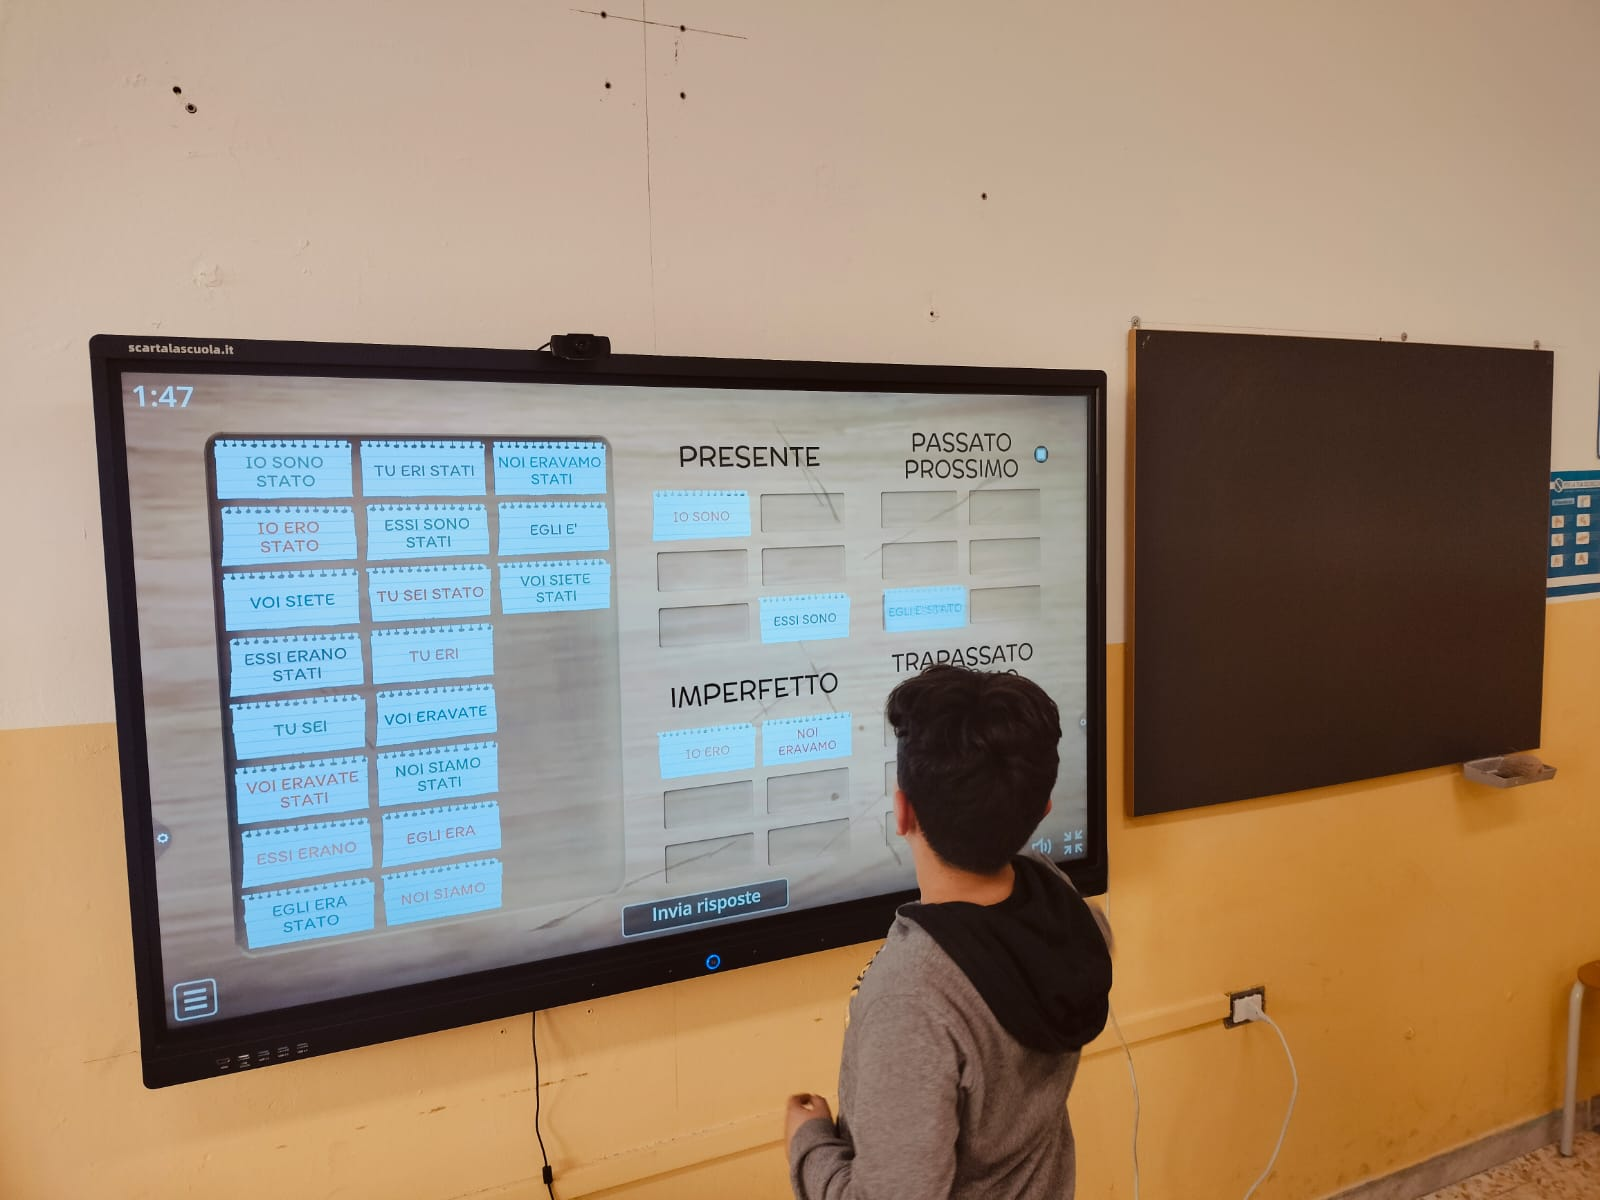 scartalascuola.it
1:47
IO SONO
STATO
TU ERI STATI
NOI ERAVAMO
STATI
IO ERO
STATO
ESSI SONO
STATI
EGLI E'
VOI SIETE
TU SEI STATO
VOI SIETE
STATI
ESSI ERANO
STATI
TU ERI
TU SEI
VOI ERAVATE
VOI ERAVATE
STATI
NOI SIAMO
STATI
ESSI ERANO
EGLI ERA
EGLI ERA
STATO
NOI SIAMO
PRESENTE
IO SONO
ESSI SONO
PASSATO
PROSSIMO
EGLI E' STATO
IMPERFETTO
IO ERO
NOI
ERAVAMO
TRAPASSATO
Invia risposte